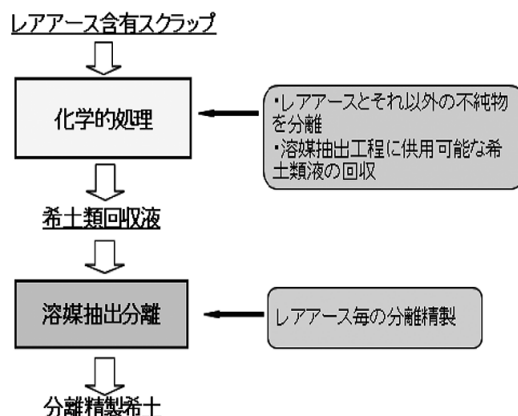 レアアース含有スクラップ
化学的処理
・レアアースとそれ以外の不純物
を分離
・溶媒抽出工程に供用可能な希
土類液の回収
希土類回収液
溶媒抽出分離
レアアース毎の分離精製
分離精製希土